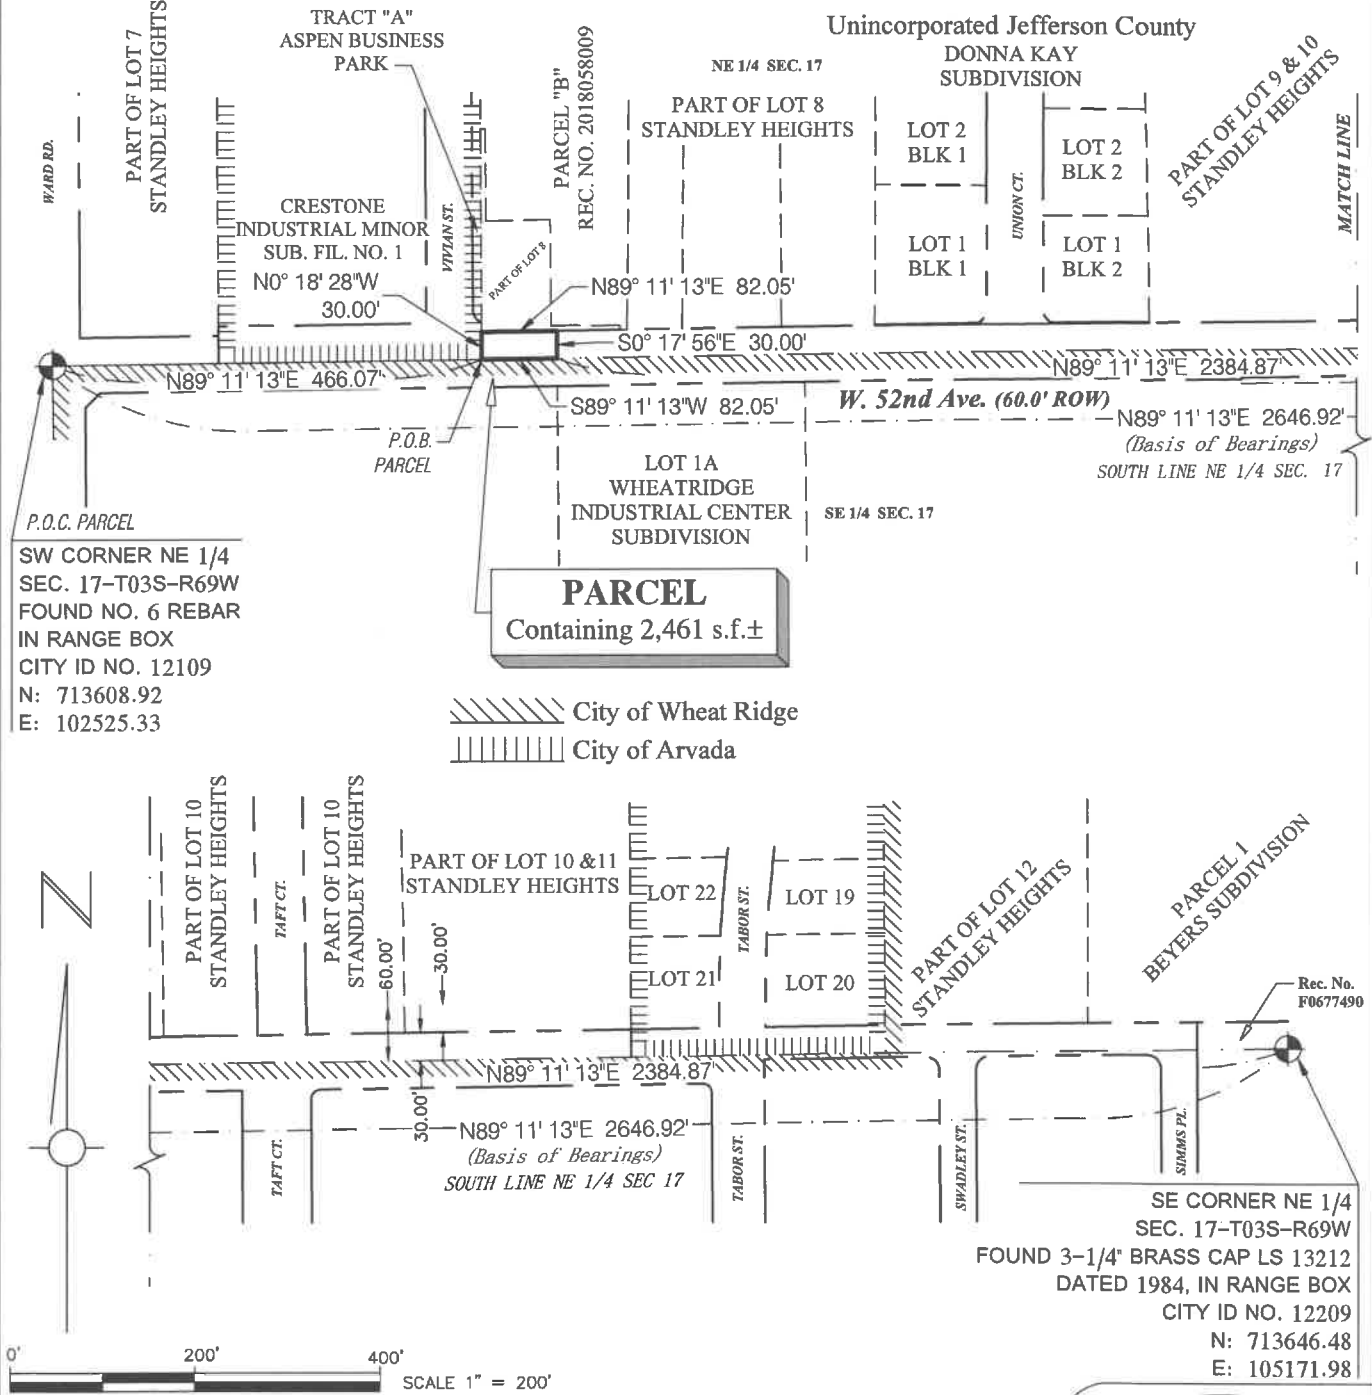 PART OF LOT 7
STANDLEY HEIGHTS
WARD RD.
TRACT "A"
ASPEN BUSINESS
PARK
PARCEL "B"
REC. NO. 2018058009
NE 1/4 SEC. 17
PART OF LOT 8
STANDLEY HEIGHTS
Unincorporated Jefferson County
DONNA KAY
SUBDIVISION
LOT 2
BLK 1
LOT 1
BLK 1
UNION CT.
LOT 2
BLK 2
LOT 1
BLK 2
PART OF LOT 9 & 10
STANDLEY HEIGHTS
MATCH LINE
CRESTONE
INDUSTRIAL MINOR
SUB. FIL. NO. 1
VIVIAN ST.
PART OF LOT 8
N0° 18' 28"W
30.00'
N89° 11' 13"E 82.05'
S0° 17' 56"E 30.00'
N89° 11' 13"E 466.07'
N89° 11' 13"E 2384.87'
S89° 11' 13"W 82.05'
W. 52nd Ave. (60.0' ROW)
N89° 11' 13"E 2646.92'
(Basis of Bearings)
SOUTH LINE NE 1/4 SEC. 17
P.O.B.
PARCEL
LOT 1A
WHEATRIDGE
INDUSTRIAL CENTER
SUBDIVISION
SE 1/4 SEC. 17
P.O.C. PARCEL
SW CORNER NE 1/4
SEC. 17-T03S-R69W
FOUND NO. 6 REBAR
IN RANGE BOX
CITY ID NO. 12109
N: 713608.92
E: 102525.33
PARCEL
Containing 2,461 s.f.±
City of Wheat Ridge
City of Arvada
N
PART OF LOT 10
STANDLEY HEIGHTS
TAFT CT.
PART OF LOT 10
STANDLEY HEIGHTS
PART OF LOT 10 &11
STANDLEY HEIGHTS
60.00'
30.00'
LOT 22
LOT 21
TABOR ST.
LOT 19
LOT 20
PART OF LOT 12
STANDLEY HEIGHTS
PARCEL 1
BEYERS SUBDIVISION
Rec. No.
F0677490
N89° 11' 13"E 2384.87'
30.00'
N89° 11' 13"E 2646.92'
(Basis of Bearings)
SOUTH LINE NE 1/4 SEC 17
TAFT CT.
TABOR ST.
SWADLEY ST.
SIMMS PL.
SE CORNER NE 1/4
SEC. 17-T03S-R69W
FOUND 3-1/4" BRASS CAP LS 13212
DATED 1984, IN RANGE BOX
CITY ID NO. 12209
N: 713646.48
E: 105171.98
0' 200' 400'
SCALE 1" = 200'